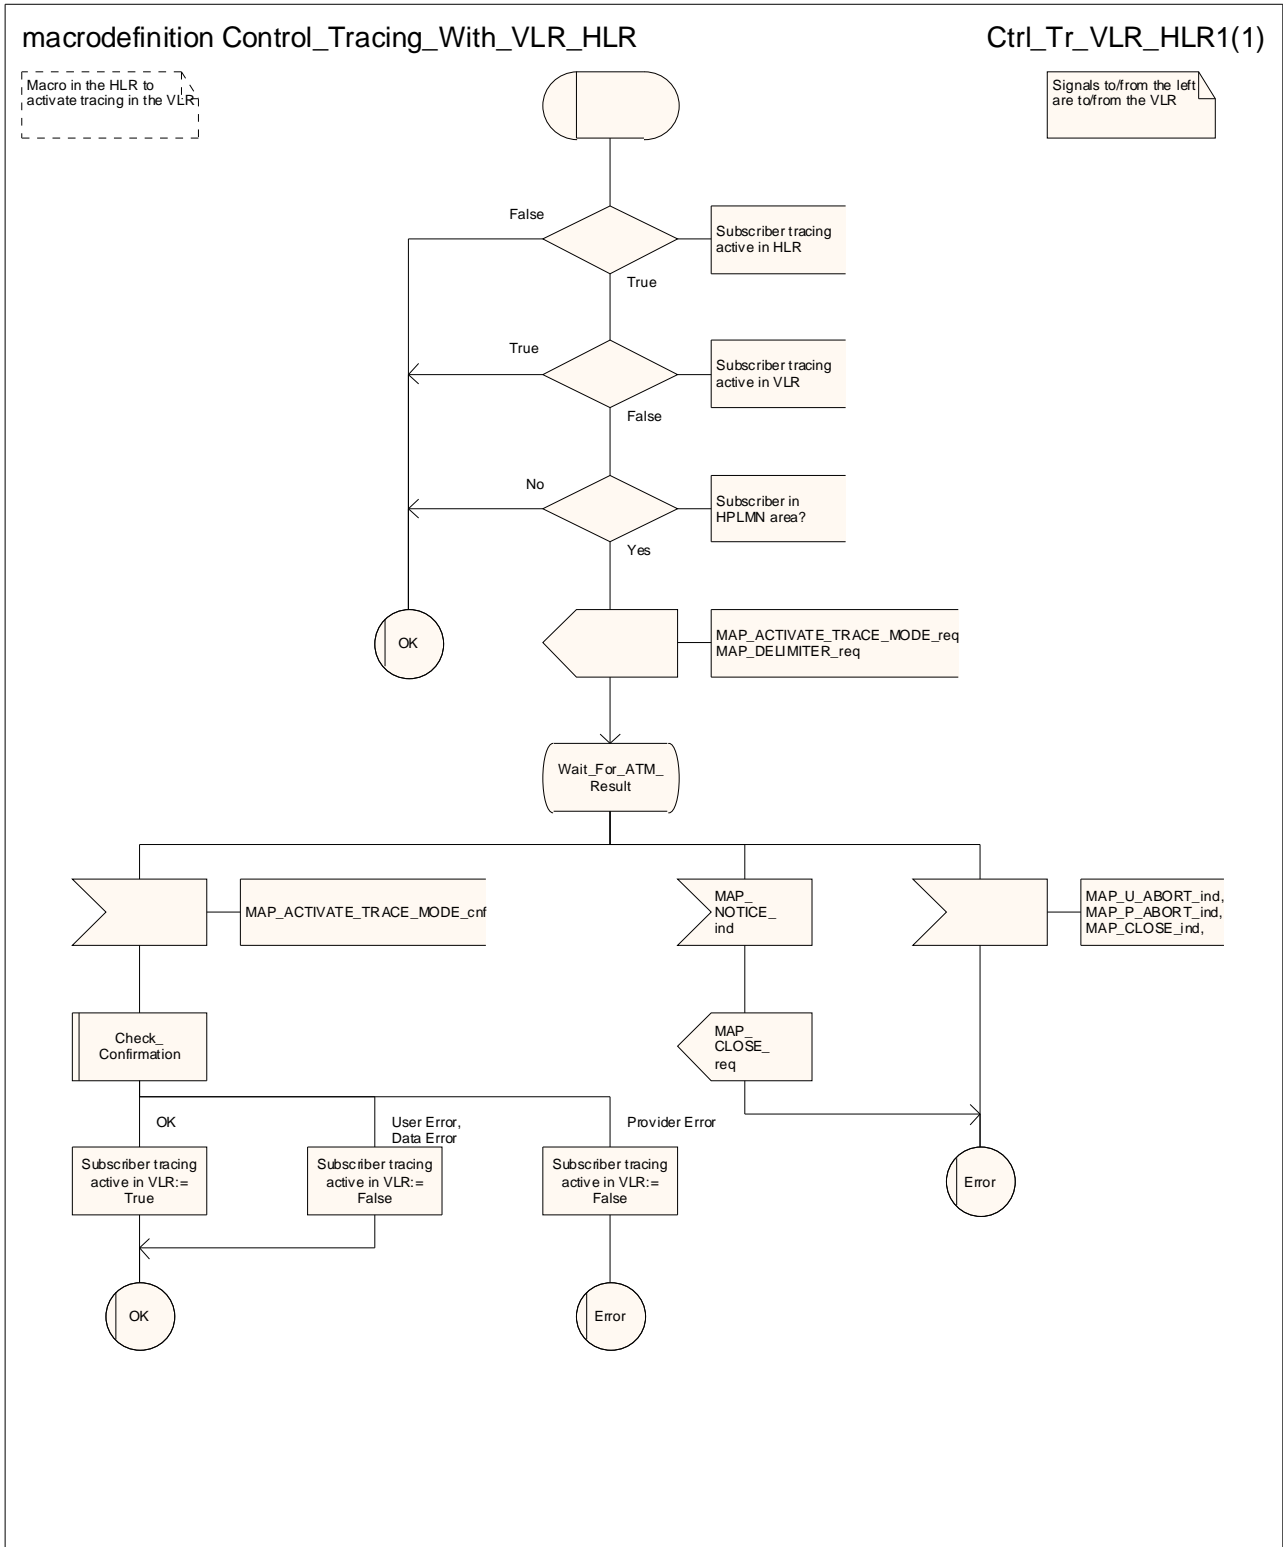 macrodefinition Control_Tracing_With_VLR_HLR
Ctrl_Tr_VLR_HLR1(1)
Macro in the HLR to
activate tracing in the VLR
Signals to/from the left
are to/from the VLR
False
Subscriber tracing
active in HLR
True
True
Subscriber tracing
active in VLR
False
No
Subscriber in
HPLMN area?
Yes
OK
MAP_ACTIVATE_TRACE_MODE_req
MAP_DELIMITER_req
Wait_For_ATM_
Result
MAP_ACTIVATE_TRACE_MODE_cnf
MAP_
NOTICE_
ind
MAP_U_ABORT_ind,
MAP_P_ABORT_ind,
MAP_CLOSE_ind,
Check_
Confirmation
MAP_
CLOSE_
req
OK
User Error,
Data Error
Provider Error
Subscriber tracing
active in VLR:=
True
Subscriber tracing
active in VLR:=
False
Subscriber tracing
active in VLR:=
False
Error
OK
Error